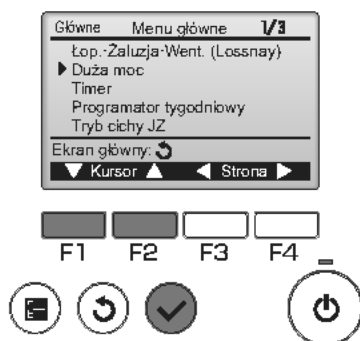 Główne Menu główne 1/3
Łop.-Żaluzja-Went. (Lossnay)
Duża moc
Timer
Programator tygodniowy
Tryb cichy JZ
Ekran główny:
Kursor Strona
F1 F2 F3 F4